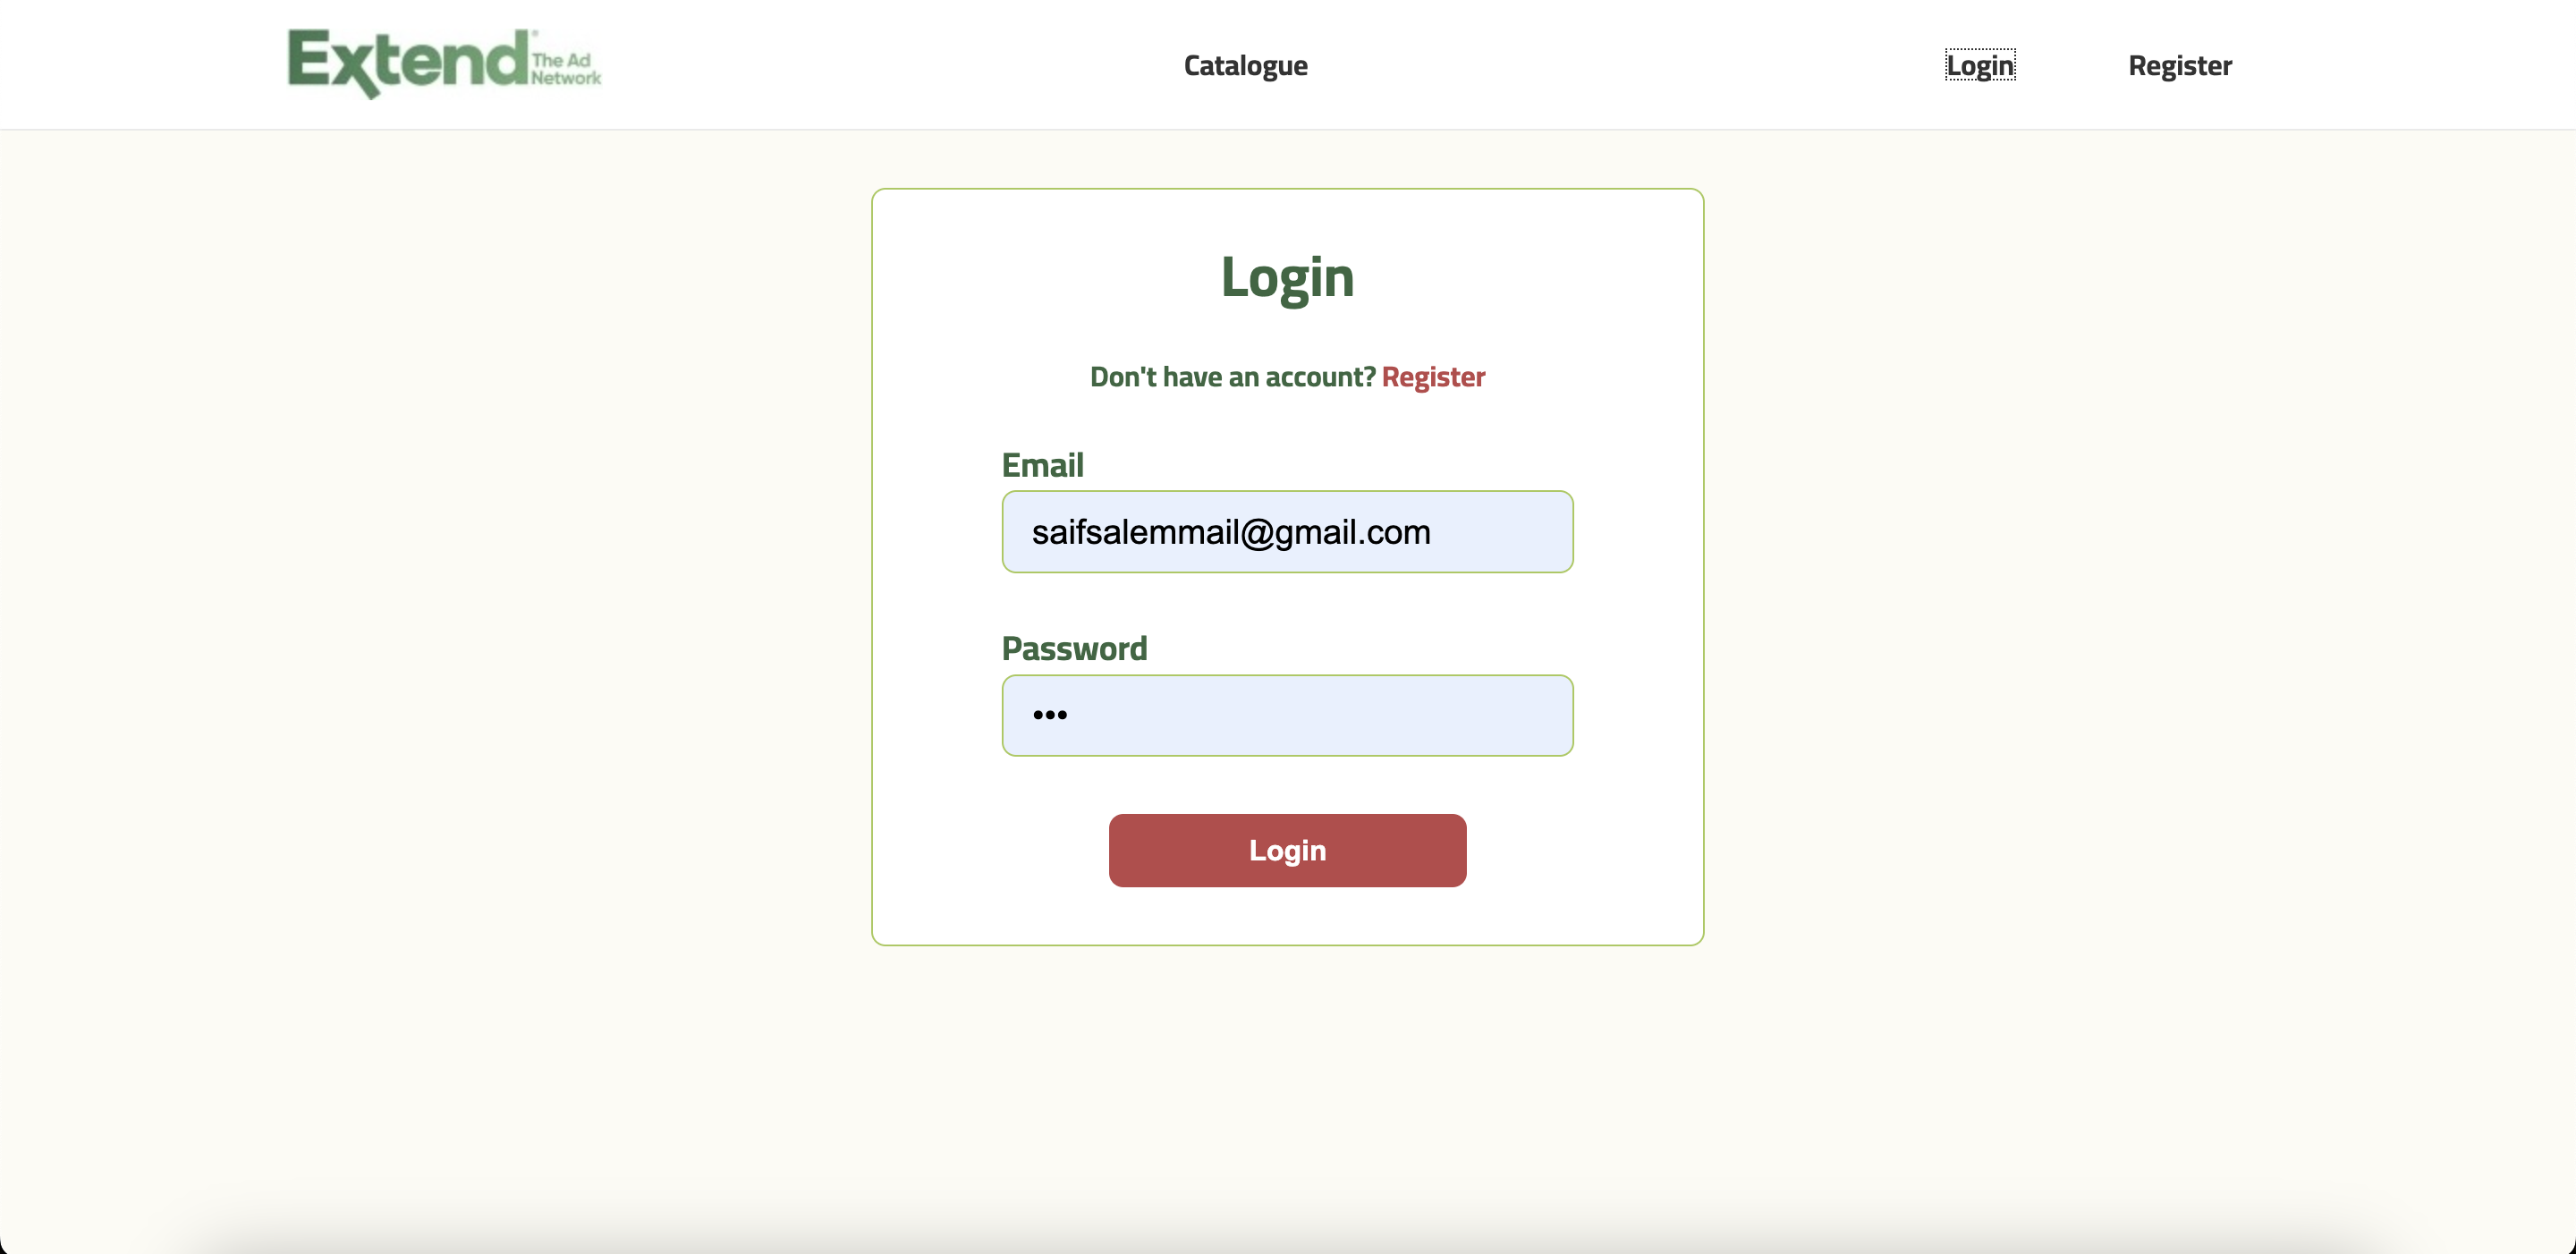 Extend® The Ad Network
Catalogue
Login
Register
Login
Don't have an account? Register
Email
saifsalemmail@gmail.com
Password
•••
Login